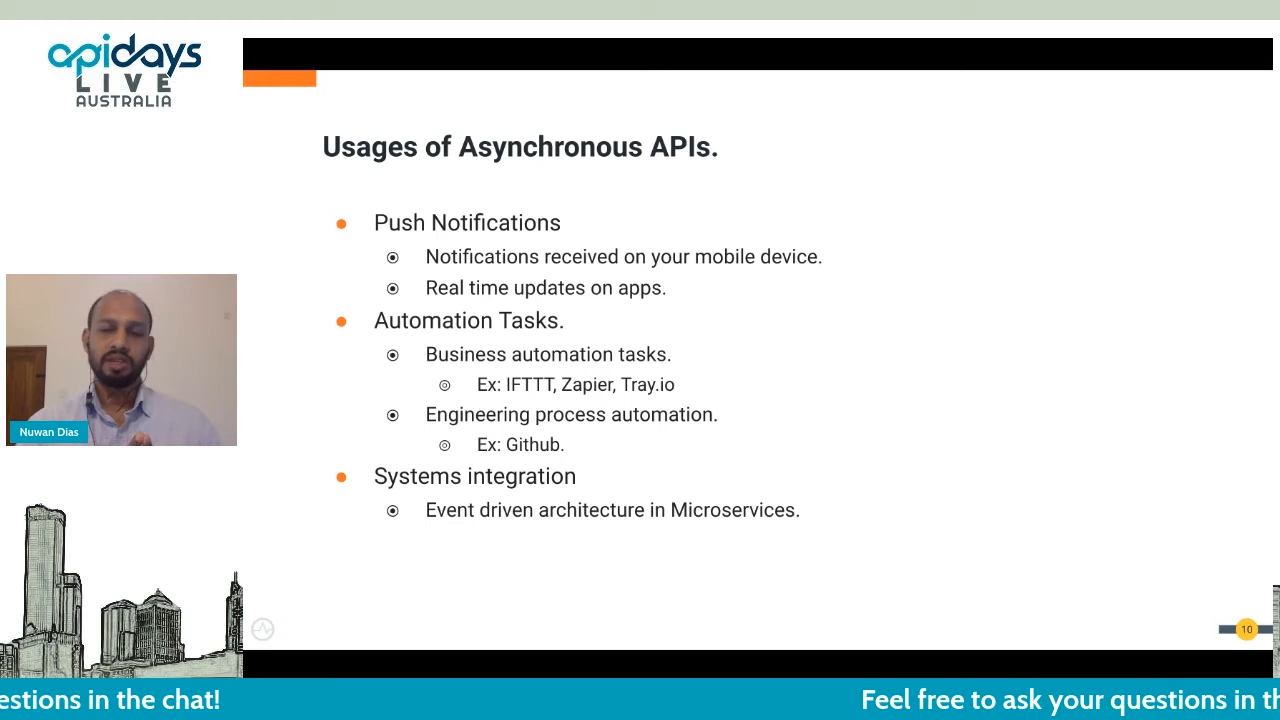 apidays
LIVE
AUSTRALIA
Usages of Asynchronous APIs.
Push Notifications
Notifications received on your mobile device.
Real time updates on apps.
Automation Tasks.
Business automation tasks.
Ex: IFTTT, Zapier, Tray.io
Engineering process automation.
Ex: Github.
Systems integration
Event driven architecture in Microservices.
Nuwan Dias
10
estions in the chat!
Feel free to ask your questions in th